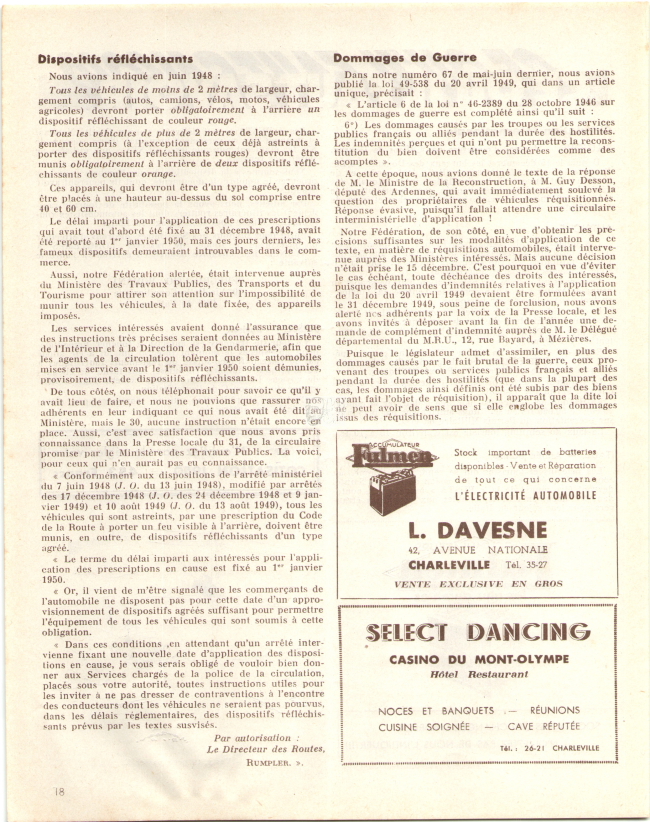 Dispositifs réfléchissants
Nous avions indiqué en juin 1948 :
Tous les véhicules de moins de 2 mètres de largeur, char-
gement compris (autos, camions, vélos, motos, véhicules
agricoles) devront porter obligatoirement à l'arrière un
dispositif réfléchissant de couleur rouge.
Tous les véhicules de plus de 2 mètres de largeur, char-
gement compris (à l'exception de ceux déjà astreints à
porter des dispositifs réfléchissants rouges) devront être
munis obligatoirement à l'arrière de deux dispositifs réflé-
chissants de couleur orange.
Ces appareils, qui devront être d'un type agréé, devront
être placés à une hauteur au-dessus du sol comprise entre
40 et 60 cm.
Le délai imparti pour l'application de ces prescriptions
qui avait tout d'abord été fixé au 31 décembre 1948, avait
été reporté au 1er janvier 1950, mais ces jours derniers, les
fameux dispositifs demeuraient introuvables dans le com-
merce.
Aussi, notre Fédération alertée, était intervenue auprès
du Ministère des Travaux Publics, des Transports et du
Tourisme pour attirer son attention sur l'impossibilité de
munir tous les véhicules, à la date fixée, des appareils
imposés.
Les services intéressés avaient donné l'assurance que
des instructions très précises seraient données au Ministère
de l'Intérieur et à la Direction de la Gendarmerie, afin que
les agents de la circulation tolèrent que les automobiles
mises en service avant le 1er janvier 1950 soient démunies,
provisoirement, de dispositifs réfléchissants.
De tous côtés, on nous téléphonait pour savoir ce qu'il y
avait lieu de faire, et nous ne pouvions que rassurer nos
adhérents en leur indiquant ce qui nous avait été dit au
Ministère, mais le 30, aucune instruction n'était encore en
place. Aussi, c'est avec satisfaction que nous avons pris
connaissance dans la Presse locale du 31, de la circulaire
promise par le Ministère des Travaux Publics. La voici,
pour ceux qui n'en aurait pas eu connaissance.
« Conformément aux dispositions de l'arrêté ministériel
du 7 juin 1948 (J. O. du 13 juin 1948), modifié par arrêtés
des 17 décembre 1948 (J. O. des 24 décembre 1948 et 9 jan-
vier 1949) et 10 août 1949 (J. O. du 13 août 1949), tous les
véhicules qui sont astreints, par une prescription du Code
de la Route à porter un feu visible à l'arrière, doivent être
munis, en outre, de dispositifs réfléchissants d'un type
agréé.
« Le terme du délai imparti aux intéressés pour l'appli-
cation des prescriptions en cause est fixé au 1er janvier
1950.
« Or, il vient de m'être signalé que les commerçants de
l'automobile ne disposent pas pour cette date d'un appro-
visionnement de dispositifs agréés suffisant pour permettre
l'équipement de tous les véhicules qui sont soumis à cette
obligation.
« Dans ces conditions ,en attendant qu'un arrêté inter-
vienne fixant une nouvelle date d'application des disposi-
tions en cause, je vous serais obligé de vouloir bien don-
ner aux Services chargés de la police de la circulation,
placés sous votre autorité, toutes instructions utiles pour
les inviter à ne pas dresser de contraventions à l'encontre
des conducteurs dont les véhicules ne seraient pas pourvus,
dans les délais réglementaires, des dispositifs réfléchis-
sants prévus par les textes susvisés.
Par autorisation :
Le Directeur des Routes,
RUMPLER. ».
18
Dommages de Guerre
Dans notre numéro 67 de mai-juin dernier, nous avions
publié la loi 49-538 du 20 avril 1949, qui dans un article
unique, précisait :
« L'article 6 de la loi n° 46-2389 du 28 octobre 1946 sur
les dommages de guerre est complété ainsi qu'il suit :
6°) Les dommages causés par les troupes ou les services
publics français ou alliés pendant la durée des hostilités.
Les indemnités perçues et qui n'ont pu permettre la recons-
titution du bien doivent être considérées comme des
acomptes ».
A cette époque, nous avions donné le texte de la réponse
de M. le Ministre de la Reconstruction, à M. Guy Desson,
député des Ardennes, qui avait immédiatement soulevé la
question des propriétaires de véhicules réquisitionnés.
Réponse évasive, puisqu'il fallait attendre une circulaire
interministérielle d'application !
Notre Fédération, de son côté, en vue d'obtenir les pré-
cisions suffisantes sur les modalités d'application de ce
texte, en matière de réquisitions automobiles, était interve-
nue auprès des Ministères intéressés. Mais aucune décision
n'était prise le 15 décembre. C'est pourquoi en vue d'éviter
le cas échéant, toute déchéance des droits des intéressés,
puisque les demandes d'indemnités relatives à l'application
de la loi du 20 avril 1949 devaient être formulées avant
le 31 décembre 1949, sous peine de forclusion, nous avons
alerté nos adhérents par la voix de la Presse locale, et les
avons invités à déposer avant la fin de l'année une de-
mande de complément d'indemnité auprès de M. le Délégué
départemental du M.R.U., 12, rue Bayard, à Mézières.
Puisque le législateur admet d'assimiler, en plus des
dommages causés par le fait brutal de la guerre, ceux pro-
venant des troupes ou services publics français et alliés
pendant la durée des hostilités (que dans la plupart des
cas, les dommages ainsi définis ont été subis par des biens
ayant fait l'objet de réquisition), il apparaît que la dite loi
ne peut avoir de sens que si elle englobe les dommages
issus des réquisitions.
ACCUMULATEUR
Fulmen
Stock important de batteries
disponibles - Vente et Réparation
de tout ce qui concerne
L'ÉLECTRICITÉ AUTOMOBILE
L. DAVESNE
42, AVENUE NATIONALE
CHARLEVILLE Tél. 35-27
VENTE EXCLUSIVE EN GROS
SELECT DANCING
CASINO DU MONT-OLYMPE
Hôtel Restaurant
NOCES ET BANQUETS — RÉUNIONS
CUISINE SOIGNÉE — CAVE RÉPUTÉE
Tél. : 26-21 CHARLEVILLE